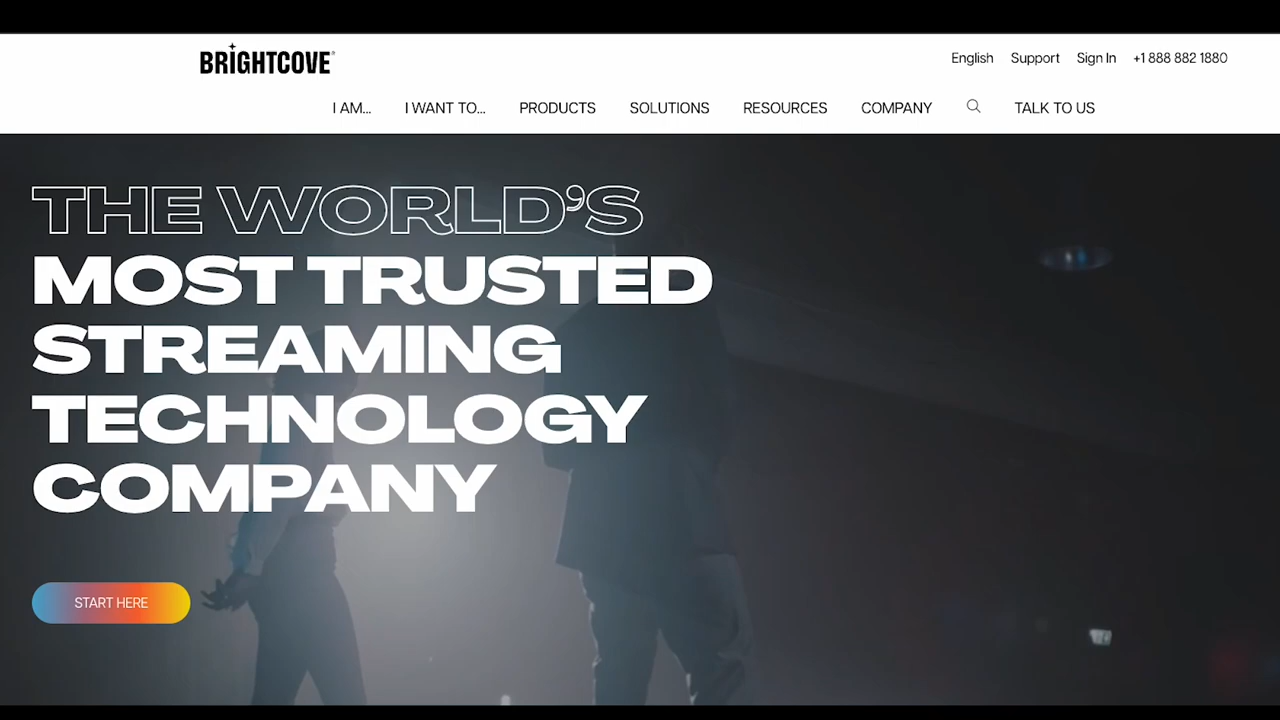 BRIGHTCOVE®
English Support Sign In +1 888 882 1880
I AM... I WANT TO... PRODUCTS SOLUTIONS RESOURCES COMPANY TALK TO US
THE WORLD’S
MOST TRUSTED
STREAMING
TECHNOLOGY
COMPANY
START HERE